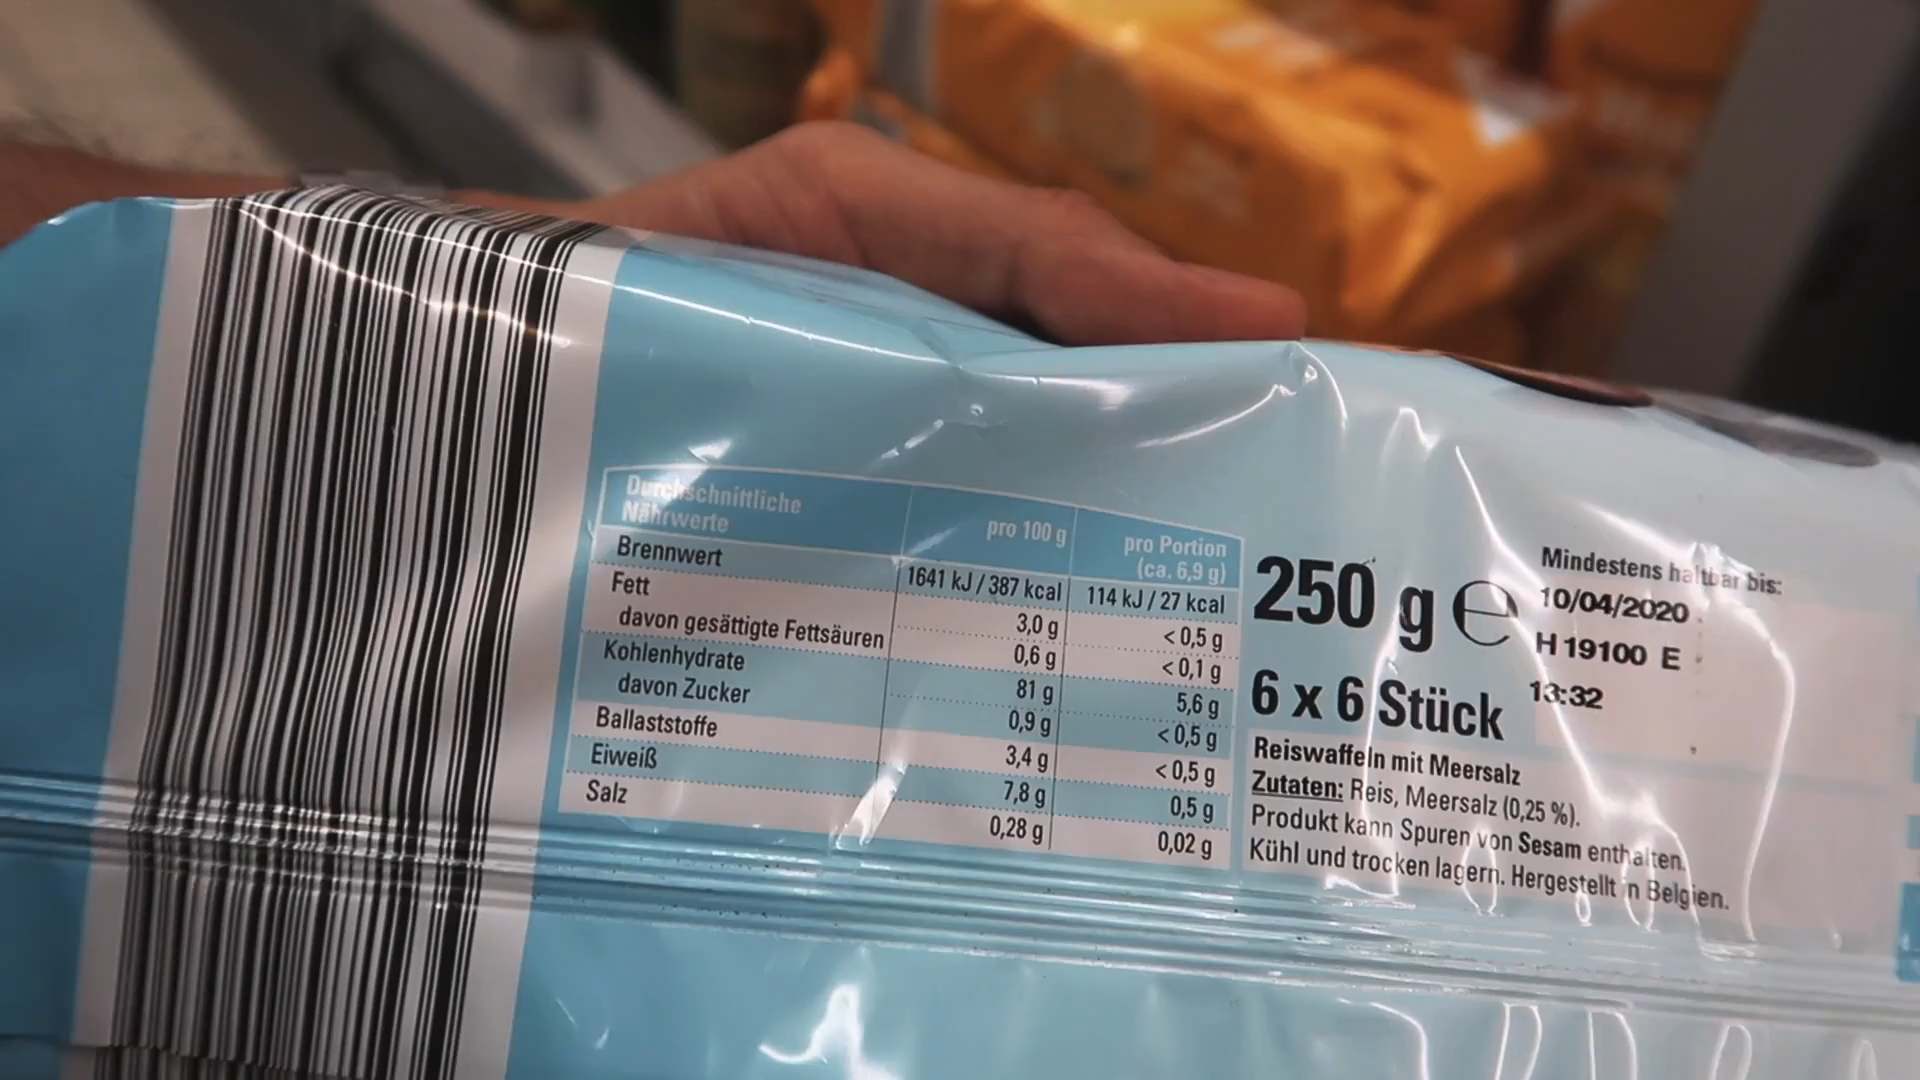 Durchschnittliche
Nährwerte
pro 100 g
pro Portion
(ca. 6,9 g)
Brennwert 1641 kJ / 387 kcal 114 kJ / 27 kcal
Fett 3,0 g < 0,5 g
davon gesättigte Fettsäuren 0,6 g < 0,1 g
Kohlenhydrate 81 g 5,6 g
davon Zucker 0,9 g < 0,5 g
Ballaststoffe 3,4 g < 0,5 g
Eiweiß 7,8 g 0,5 g
Salz 0,28 g 0,02 g
250 g ℮
6 x 6 Stück
Mindestens haltbar bis:
10/04/2020
H 19100 E
13:32
Reiswaffeln mit Meersalz
Zutaten: Reis, Meersalz (0,25 %).
Produkt kann Spuren von Sesam enthalten.
Kühl und trocken lagern. Hergestellt in Belgien.